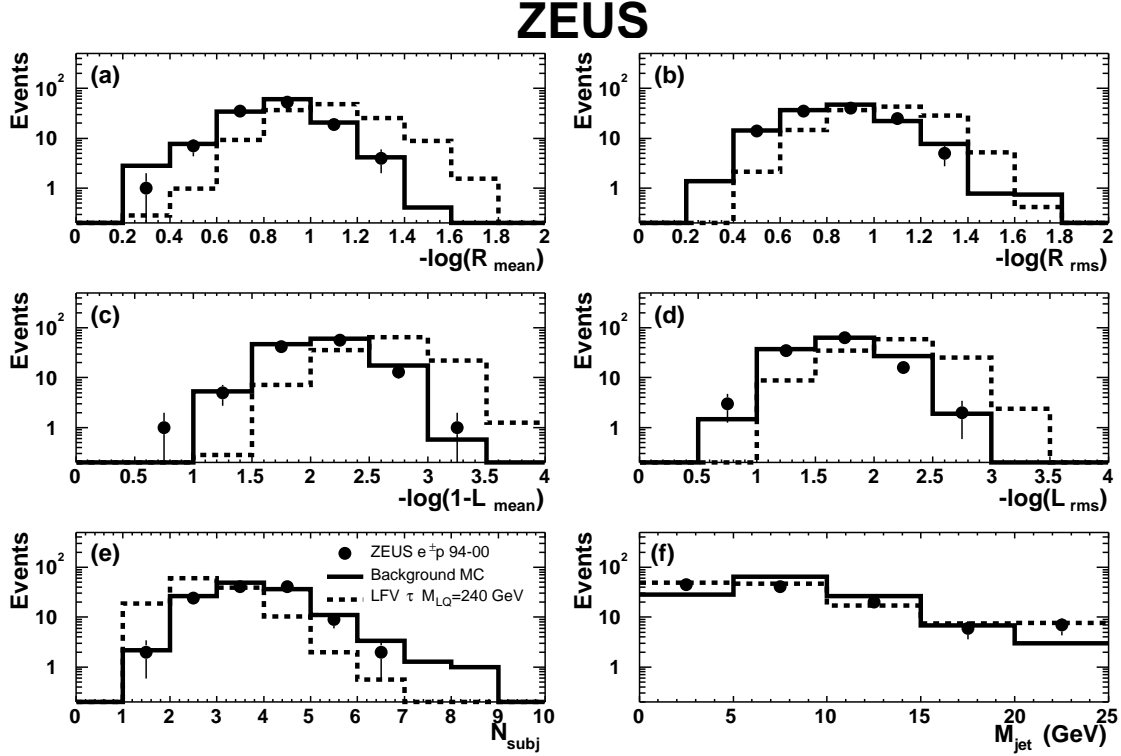 ZEUS
(a)
Events
10²
10
1
0 0.2 0.4 0.6 0.8 1 1.2 1.4 1.6 1.8 2
-log(R mean)
(b)
Events
10²
10
1
0 0.2 0.4 0.6 0.8 1 1.2 1.4 1.6 1.8 2
-log(R rms)
(c)
Events
10²
10
1
0 0.5 1 1.5 2 2.5 3 3.5 4
-log(1-L mean)
(d)
Events
10²
10
1
0 0.5 1 1.5 2 2.5 3 3.5 4
-log(L rms)
(e)
Events
10²
10
1
ZEUS e±p 94-00
Background MC
LFV τ M_LQ=240 GeV
0 1 2 3 4 5 6 7 8 9 10
N_subj
(f)
Events
10²
10
1
0 5 10 15 20 25
M_jet (GeV)